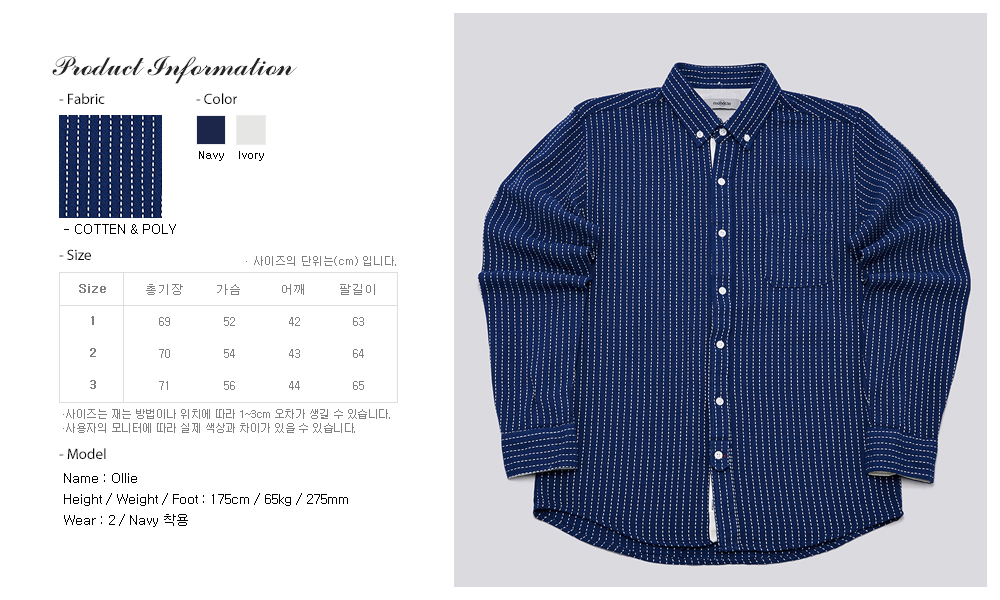 Product Information
- Fabric
- Color
Navy Ivory
- COTTEN & POLY
- Size
· 사이즈의 단위는(cm) 입니다.
Size 총기장 가슴 어깨 팔길이
1 69 52 42 63
2 70 54 43 64
3 71 56 44 65
·사이즈는 재는 방법이나 위치에 따라 1~3cm 오차가 생길 수 있습니다.
·사용자의 모니터에 따라 실제 색상과 차이가 있을 수 있습니다.
- Model
Name : Ollie
Height / Weight / Foot : 175cm / 65kg / 275mm
Wear : 2 / Navy 착용